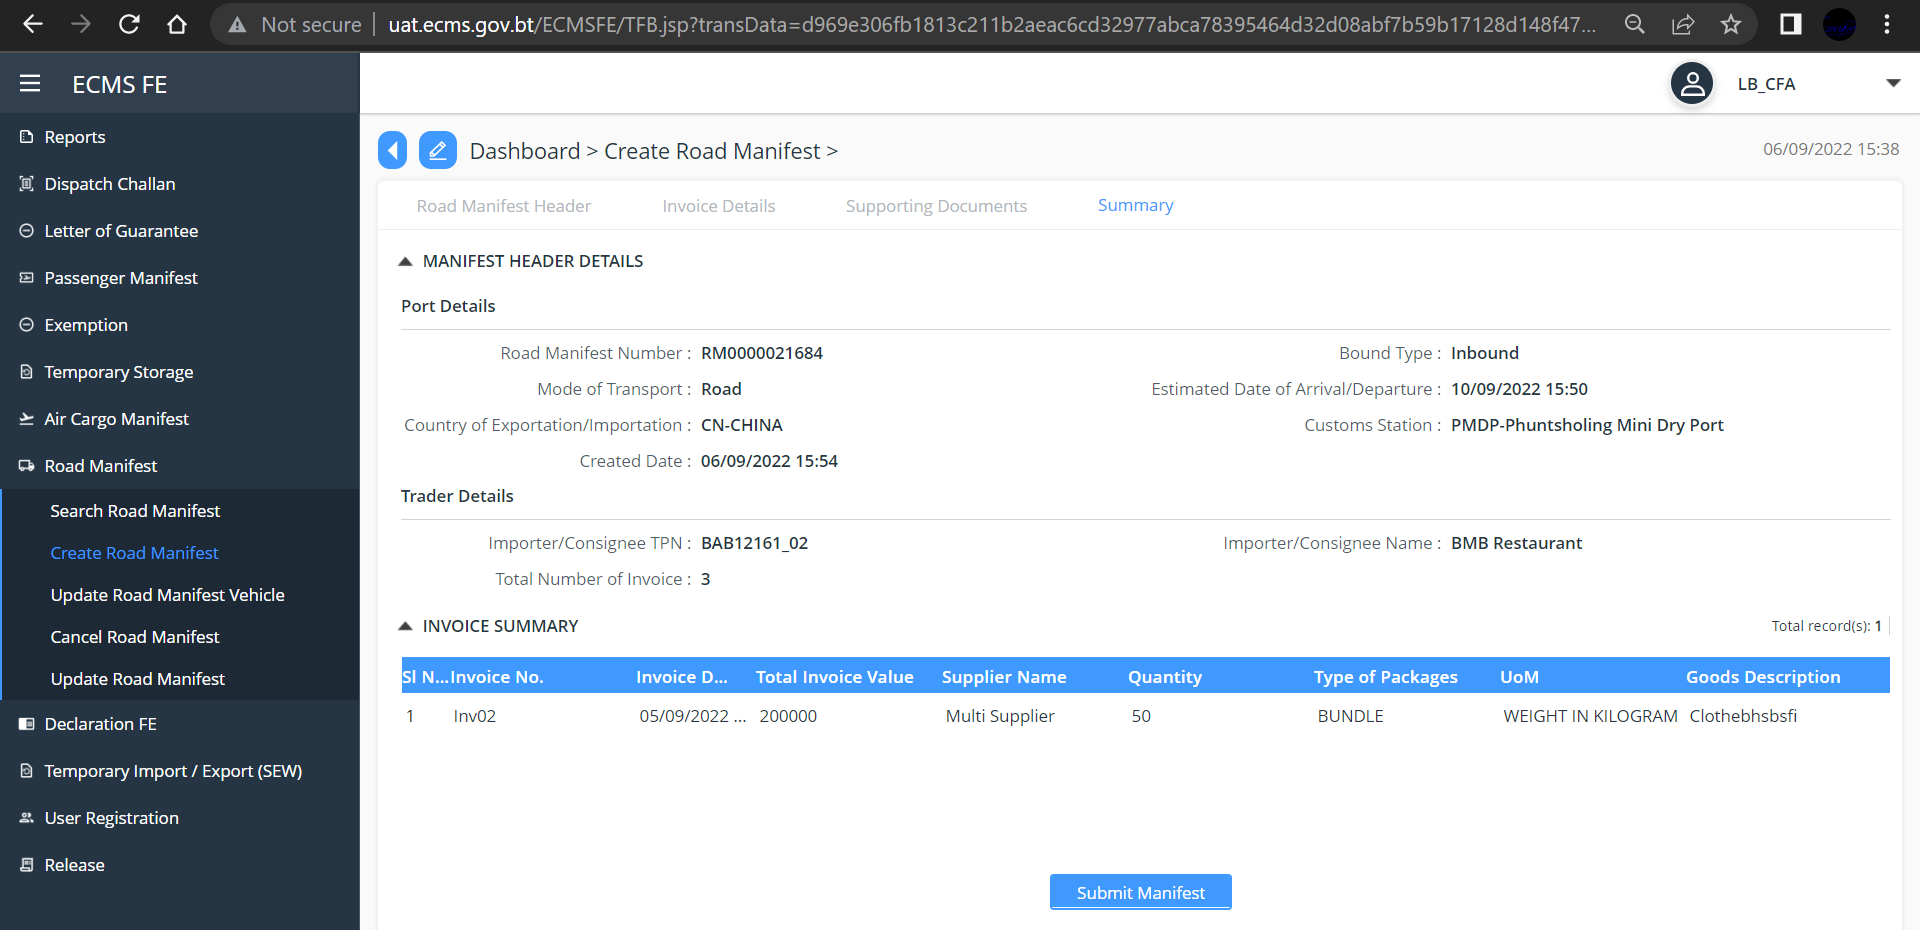 Not secure | uat.ecms.gov.bt/ECMSFE/TFB.jsp?transData=d969e306fb1813c211b2aeac6cd32977abca78395464d32d08abf7b59b17128d148f47...
ECMS FE
LB_CFA
Reports
Dispatch Challan
Letter of Guarantee
Passenger Manifest
Exemption
Temporary Storage
Air Cargo Manifest
Road Manifest
Search Road Manifest
Create Road Manifest
Update Road Manifest Vehicle
Cancel Road Manifest
Update Road Manifest
Declaration FE
Temporary Import / Export (SEW)
User Registration
Release
Dashboard > Create Road Manifest >
06/09/2022 15:38
Road Manifest Header Invoice Details Supporting Documents Summary
MANIFEST HEADER DETAILS
Port Details
Road Manifest Number : RM0000021684 Bound Type : Inbound
Mode of Transport : Road Estimated Date of Arrival/Departure : 10/09/2022 15:50
Country of Exportation/Importation : CN-CHINA Customs Station : PMDP-Phuntsholing Mini Dry Port
Created Date : 06/09/2022 15:54
Trader Details
Importer/Consignee TPN : BAB12161_02 Importer/Consignee Name : BMB Restaurant
Total Number of Invoice : 3
INVOICE SUMMARY Total record(s): 1
Sl N... Invoice No. Invoice D... Total Invoice Value Supplier Name Quantity Type of Packages UoM Goods Description
1 Inv02 05/09/2022 ... 200000 Multi Supplier 50 BUNDLE WEIGHT IN KILOGRAM Clothebhsbsfi
Submit Manifest